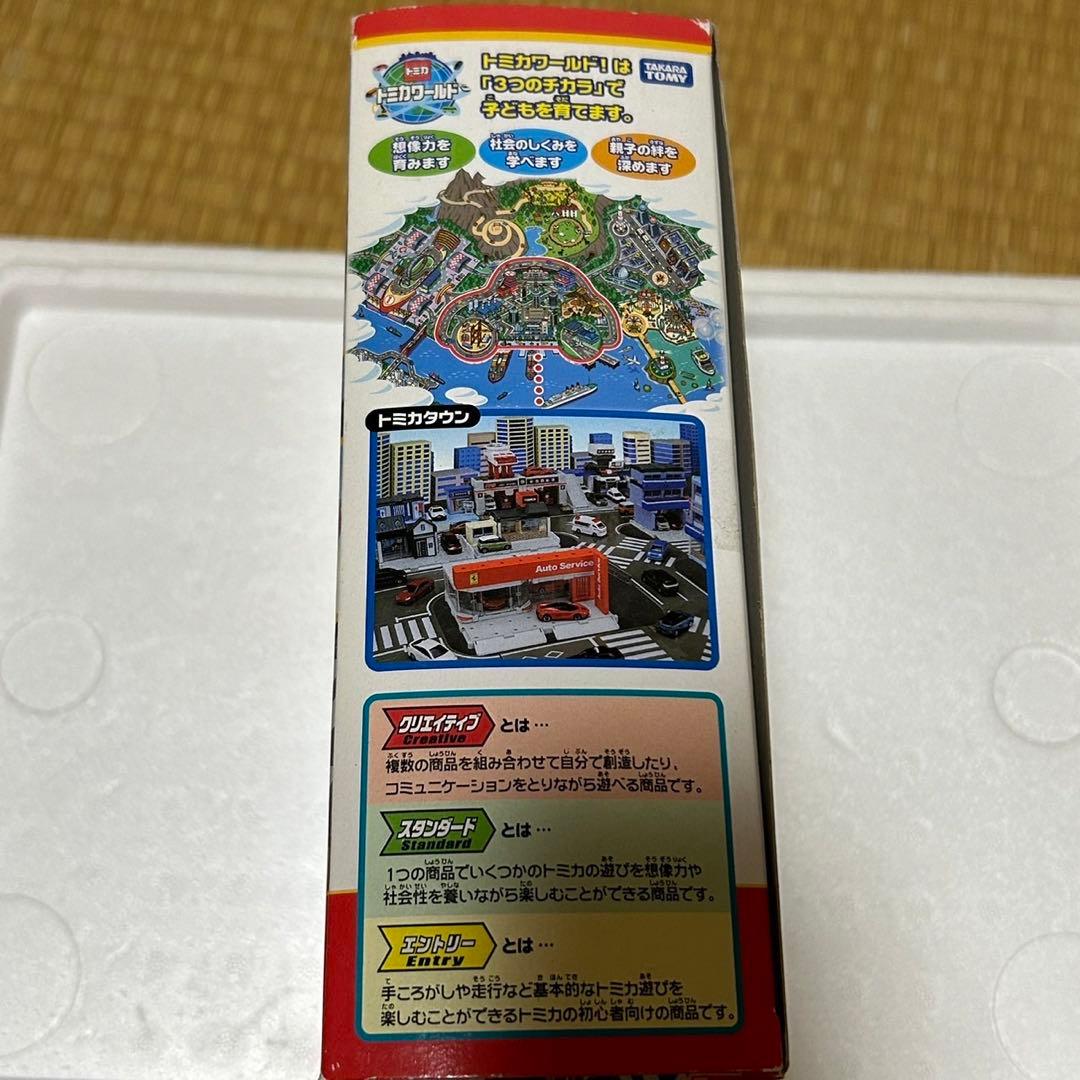 トミカ
トミカワールド
トミカワールド！は
「3つのチカラ」で
子どもを育てます。
TAKARA
TOMY
想像力を
育みます
社会のしくみを
学べます
親子の絆を
深めます
トミカタウン
Auto Service
Auto Service
クリエイティブ とは…
Creative
複数の商品を組み合わせて自分で創造したり、
コミュニケーションをとりながら遊べる商品です。
スタンダード とは…
Standard
1つの商品でいくつかのトミカの遊びを想像力や
社会性を養いながら楽しむことができる商品です。
エントリー とは…
Entry
手ころがしや走行など基本的なトミカ遊びを
楽しむことができるトミカの初心者向けの商品です。